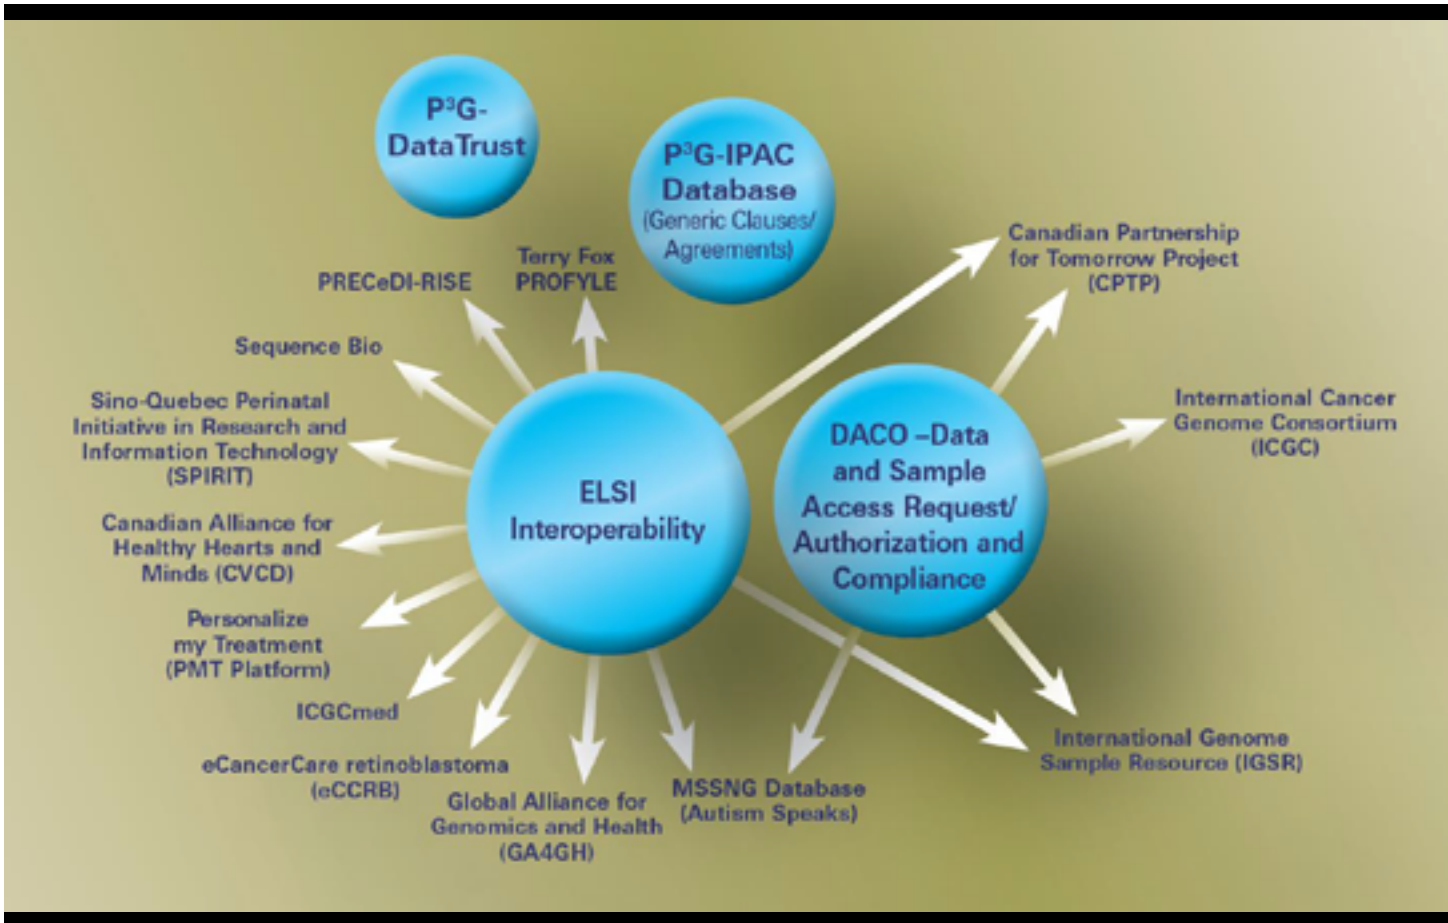 P³G-
DataTrust
P³G-IPAC
Database
(Generic Clauses/
Agreements)
Terry Fox
PROFYLE
PRECeDI-RISE
Sequence Bio
Sino-Quebec Perinatal
Initiative in Research and
Information Technology
(SPIRIT)
Canadian Alliance for
Healthy Hearts and
Minds (CVCD)
Personalize
my Treatment
(PMT Platform)
ICGCmed
eCancerCare retinoblastoma
(eCCRB)
Global Alliance for
Genomics and Health
(GA4GH)
MSSNG Database
(Autism Speaks)
ELSI
Interoperability
DACO –Data
and Sample
Access Request/
Authorization and
Compliance
Canadian Partnership
for Tomorrow Project
(CPTP)
International Cancer
Genome Consortium
(ICGC)
International Genome
Sample Resource (IGSR)